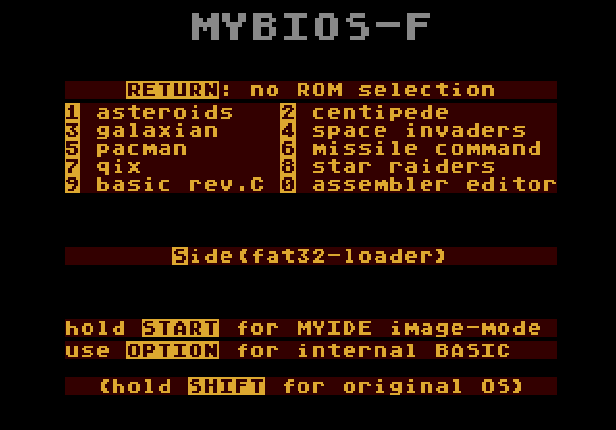 MYBIOS-F
RETURN: no ROM selection
1 asteroids 2 centipede
3 galaxian 4 space invaders
5 pacman 6 missile command
7 qix 8 star raiders
9 basic rev.C 0 assembler editor
Side(fat32-loader)
hold START for MYIDE image-mode
use OPTION for internal BASIC
(hold SHIFT for original OS)